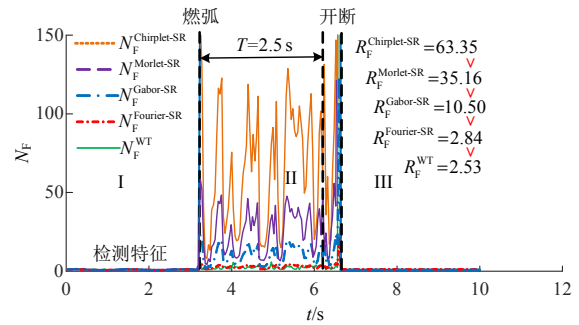 燃弧 开断
150
100
50
0
N_F
N_F^Chirplet-SR
N_F^Morlet-SR
N_F^Gabor-SR
N_F^Fourier-SR
N_F^WT
T=2.5 s
R_F^Chirplet-SR=63.35
R_F^Morlet-SR=35.16
R_F^Gabor-SR=10.50
R_F^Fourier-SR=2.84
R_F^WT=2.53
I II III
检测特征
0 2 4 6 8 10 12
t/s